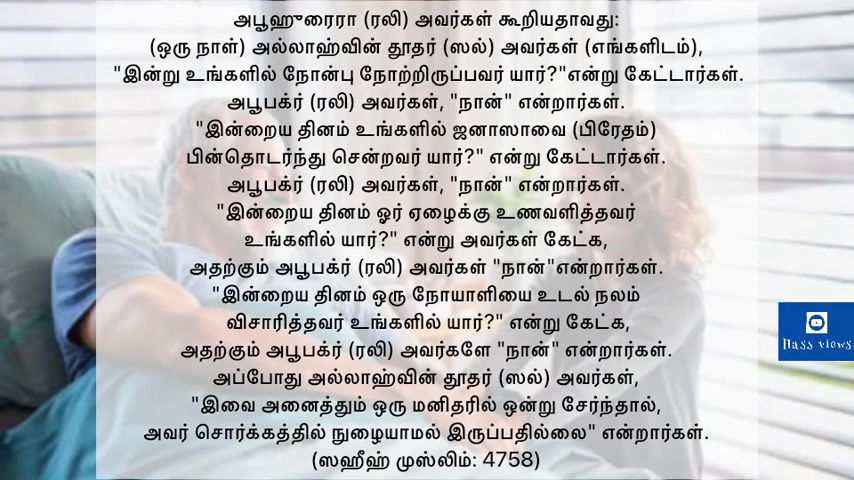 அபூஹுரைரா (ரலி) அவர்கள் கூறியதாவது:
(ஒரு நாள்) அல்லாஹ்வின் தூதர் (ஸல்) அவர்கள் (எங்களிடம்),
"இன்று உங்களில் நோன்பு நோற்றிருப்பவர் யார்?"என்று கேட்டார்கள்.
அபூபக்ர் (ரலி) அவர்கள், "நான்" என்றார்கள்.
"இன்றைய தினம் உங்களில் ஜனாஸாவை (பிரேதம்)
பின்தொடர்ந்து சென்றவர் யார்?" என்று கேட்டார்கள்.
அபூபக்ர் (ரலி) அவர்கள், "நான்" என்றார்கள்.
"இன்றைய தினம் ஓர் ஏழைக்கு உணவளித்தவர்
உங்களில் யார்?" என்று அவர்கள் கேட்க,
அதற்கும் அபூபக்ர் (ரலி) அவர்கள் "நான்"என்றார்கள்.
"இன்றைய தினம் ஒரு நோயாளியை உடல் நலம்
விசாரித்தவர் உங்களில் யார்?" என்று கேட்க,
அதற்கும் அபூபக்ர் (ரலி) அவர்களே "நான்" என்றார்கள்.
அப்போது அல்லாஹ்வின் தூதர் (ஸல்) அவர்கள்,
"இவை அனைத்தும் ஒரு மனிதரில் ஒன்று சேர்ந்தால்,
அவர் சொர்க்கத்தில் நுழையாமல் இருப்பதில்லை" என்றார்கள்.
(ஸஹீஹ் முஸ்லிம்: 4758)
Nass views